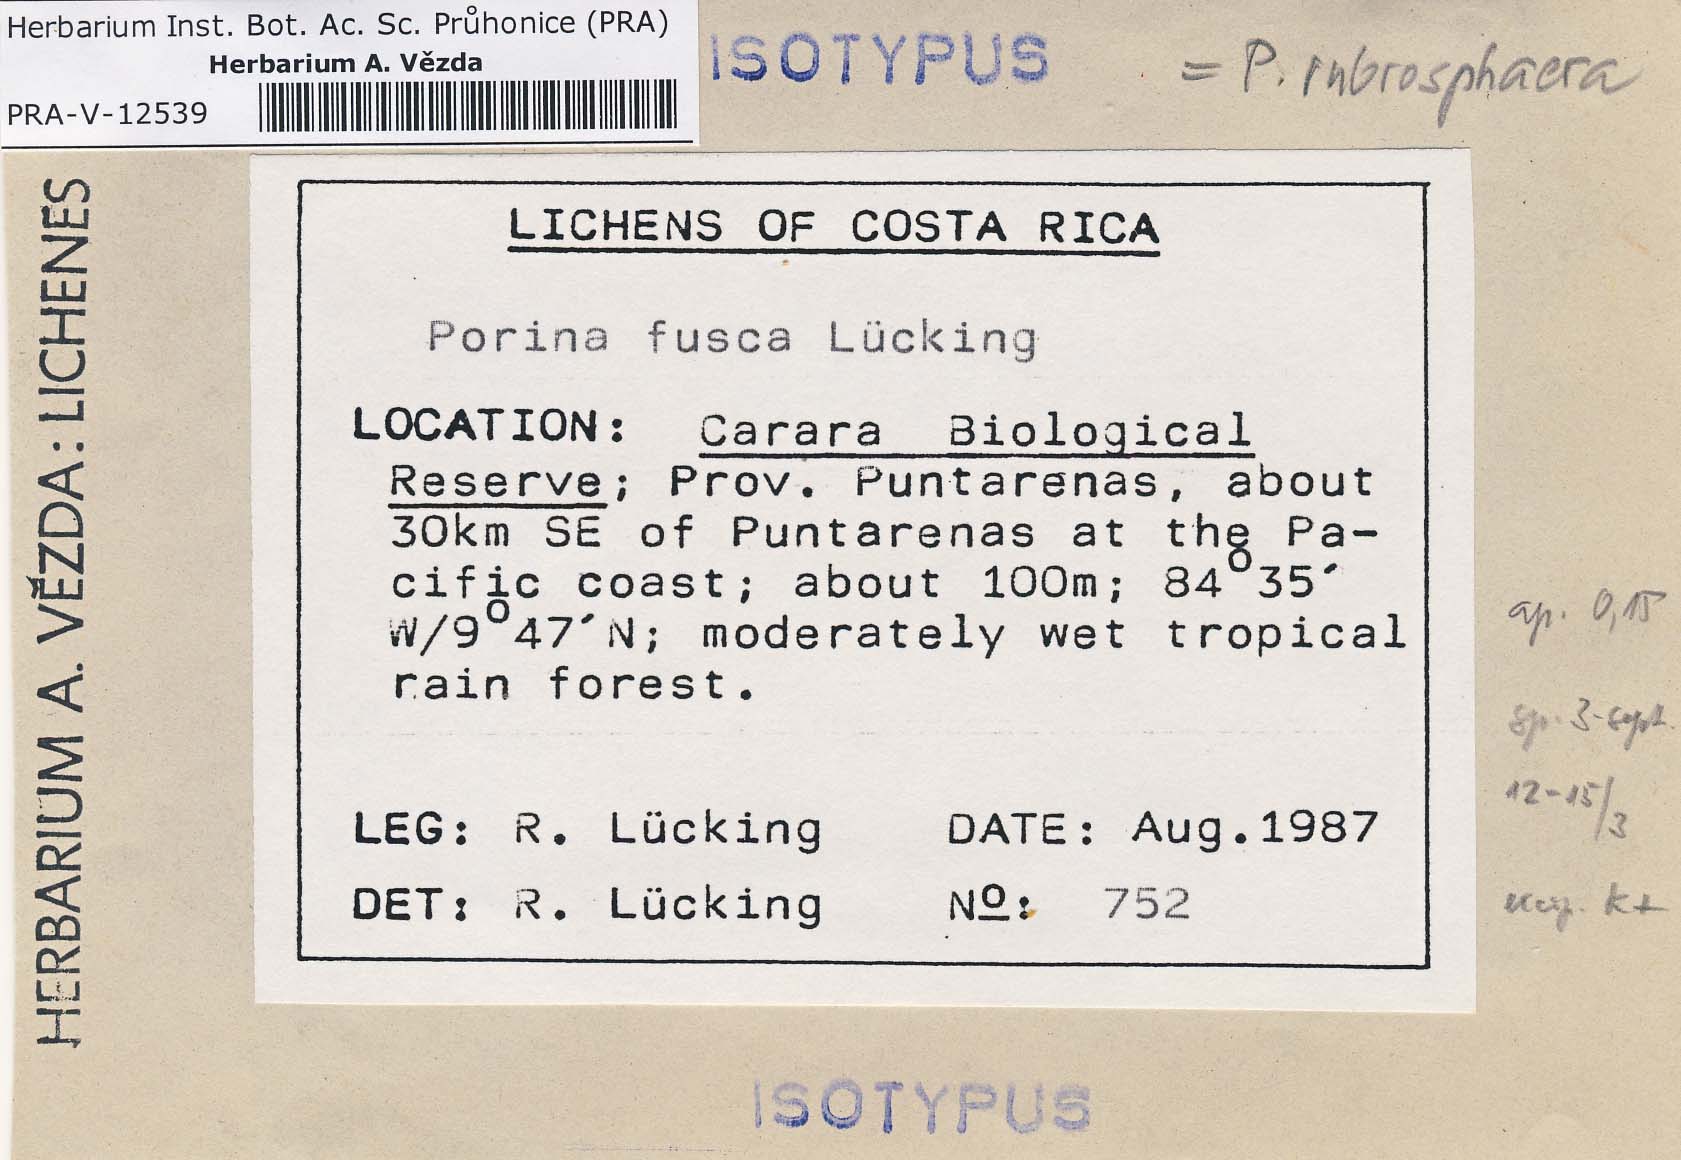 Herbarium Inst. Bot. Ac. Sc. Průhonice (PRA)
Herbarium A. Vězda
PRA-V-12539
ISOTYPUS
= P. rubrosphaera
HERBARIUM A. VĚZDA: LICHENES
LICHENS OF COSTA RICA
Porina fusca Lücking
LOCATION: Carara Biological
Reserve; Prov. Puntarenas, about
30km SE of Puntarenas at the Pa-
cific coast; about 100m; 84°35´
W/9°47´N; moderately wet tropical
rain forest.
LEG: R. Lücking DATE: Aug.1987
DET: R. Lücking Nº: 752
ap. 0,15
sp. 3-sept.
12-15/3
K+
ISOTYPUS